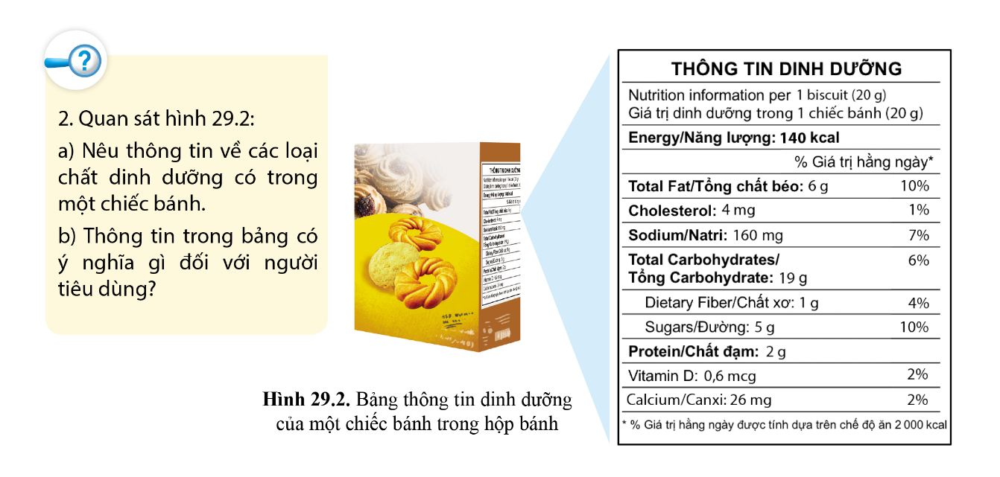 ?
2. Quan sát hình 29.2:
a) Nêu thông tin về các loại
chất dinh dưỡng có trong
một chiếc bánh.
b) Thông tin trong bảng có
ý nghĩa gì đối với người
tiêu dùng?
THÔNG TIN DINH DƯỠNG
Hình 29.2. Bảng thông tin dinh dưỡng
của một chiếc bánh trong hộp bánh
THÔNG TIN DINH DƯỠNG
Nutrition information per 1 biscuit (20 g)
Giá trị dinh dưỡng trong 1 chiếc bánh (20 g)
Energy/Năng lượng: 140 kcal
% Giá trị hằng ngày*
Total Fat/Tổng chất béo: 6 g 10%
Cholesterol: 4 mg 1%
Sodium/Natri: 160 mg 7%
Total Carbohydrates/ 6%
Tổng Carbohydrate: 19 g
Dietary Fiber/Chất xơ: 1 g 4%
Sugars/Đường: 5 g 10%
Protein/Chất đạm: 2 g
Vitamin D: 0,6 mcg 2%
Calcium/Canxi: 26 mg 2%
* % Giá trị hằng ngày được tính dựa trên chế độ ăn 2 000 kcal